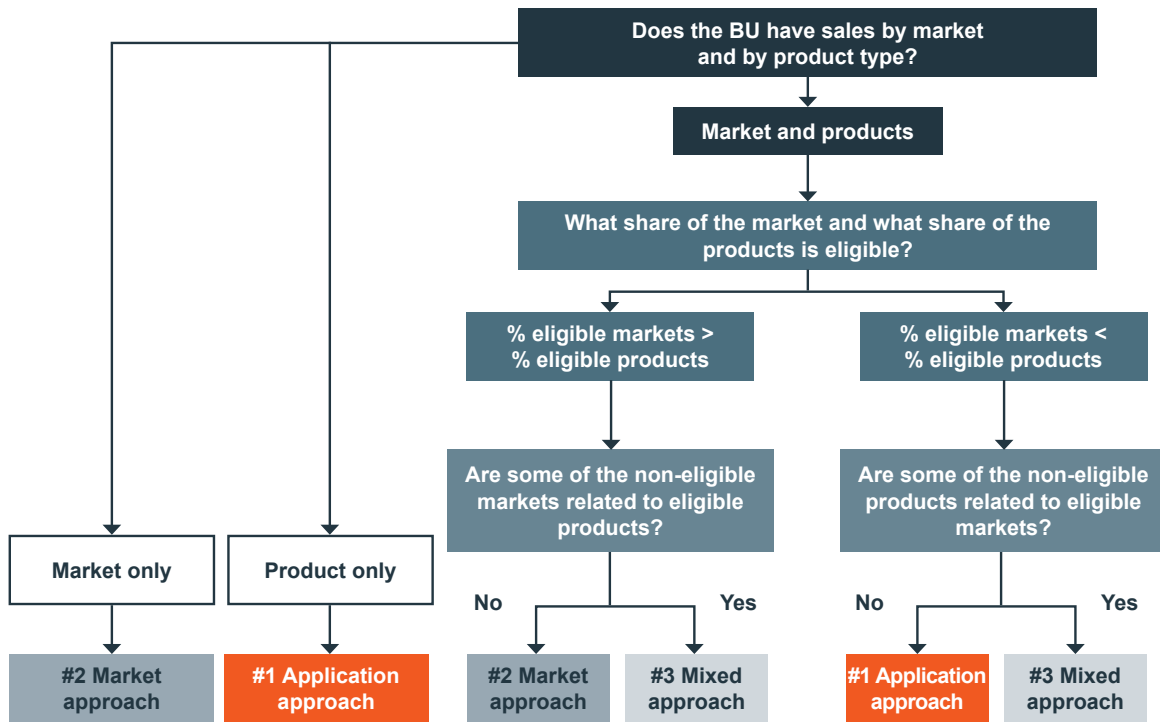 Does the BU have sales by market
and by product type?
Market and products
What share of the market and what share of the
products is eligible?
% eligible markets >
% eligible products
% eligible markets <
% eligible products
Are some of the non-eligible
markets related to eligible
products?
Are some of the non-eligible
products related to eligible
markets?
Market only
Product only
No
Yes
No
Yes
#2 Market
approach
#1 Application
approach
#2 Market
approach
#3 Mixed
approach
#1 Application
approach
#3 Mixed
approach